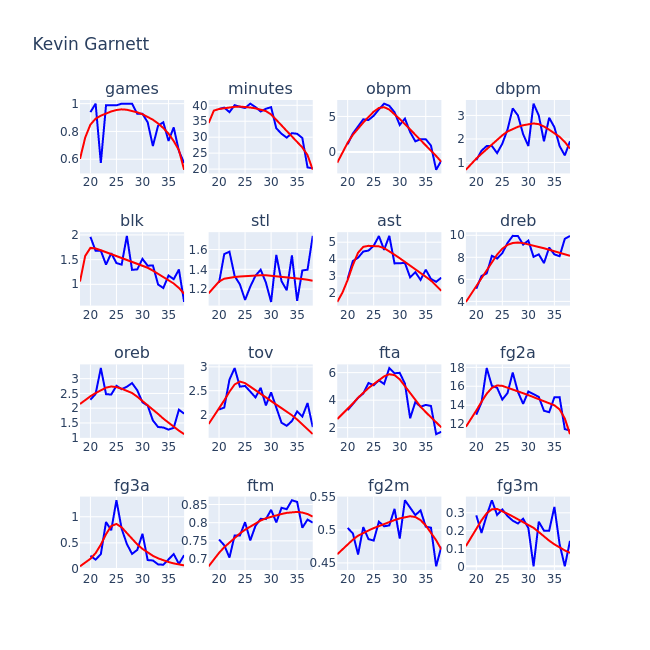 Kevin Garnett
games minutes obpm dbpm
1 0.8 0.6 20 25 30 35
40 35 30 25 20 20 25 30 35
5 0 20 25 30 35
3 2 1 20 25 30 35
blk stl ast dreb
2 1.5 1 20 25 30 35
1.6 1.4 1.2 20 25 30 35
5 4 3 2 20 25 30 35
10 8 6 4 20 25 30 35
oreb tov fta fg2a
3 2.5 2 1.5 1 20 25 30 35
3 2.5 2 20 25 30 35
6 4 2 20 25 30 35
18 16 14 12 20 25 30 35
fg3a ftm fg2m fg3m
1 0.5 0 20 25 30 35
0.85 0.8 0.75 0.7 20 25 30 35
0.55 0.5 0.45 20 25 30 35
0.3 0.2 0.1 0 20 25 30 35